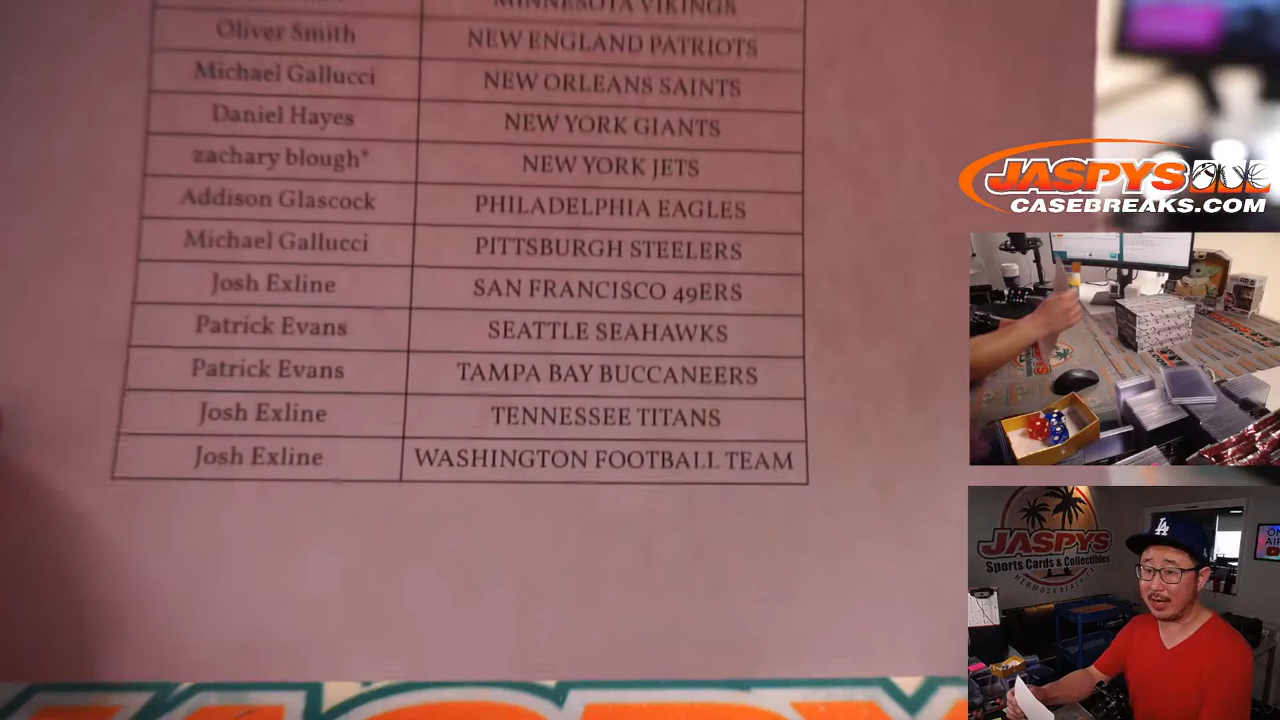 MINNESOTA VIKINGS
Oliver Smith NEW ENGLAND PATRIOTS
Michael Gallucci NEW ORLEANS SAINTS
Daniel Hayes NEW YORK GIANTS
zachary blough* NEW YORK JETS
Addison Glascock PHILADELPHIA EAGLES
Michael Gallucci PITTSBURGH STEELERS
Josh Exline SAN FRANCISCO 49ERS
Patrick Evans SEATTLE SEAHAWKS
Patrick Evans TAMPA BAY BUCCANEERS
Josh Exline TENNESSEE TITANS
Josh Exline WASHINGTON FOOTBALL TEAM
JASPYS
CASEBREAKS.COM
JASPYS
Sports Cards & Collectibles
HERMOSA BEACH
LA
ON
AIR